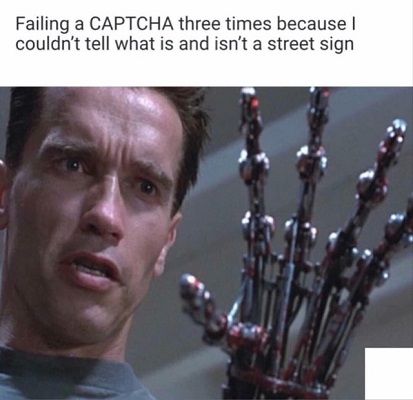 Failing a CAPTCHA three times because I
couldn't tell what is and isn't a street sign